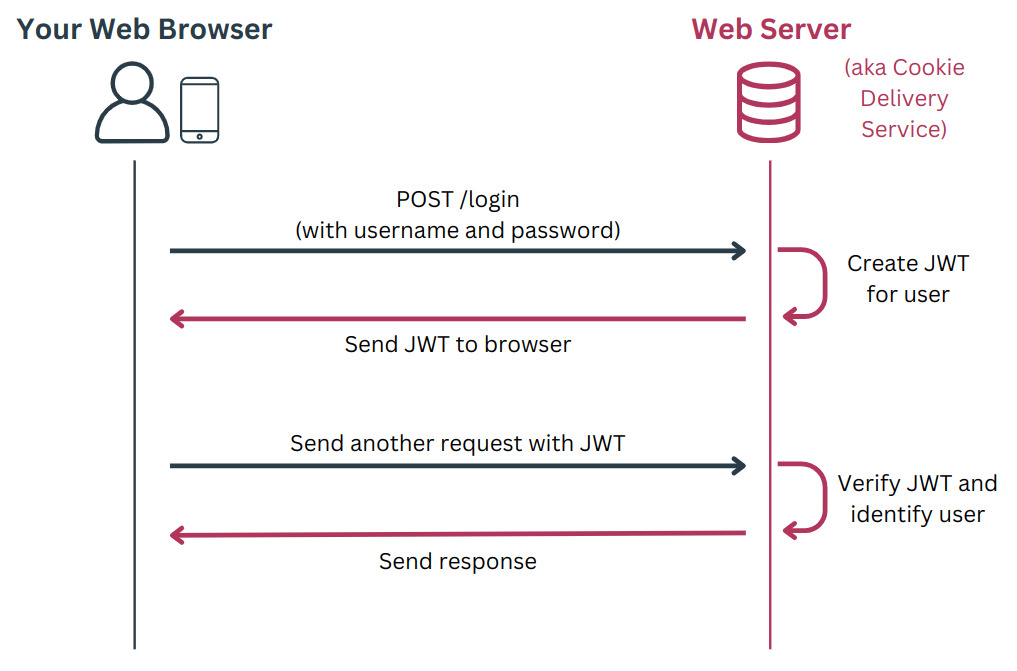 Your Web Browser
Web Server
(aka Cookie
Delivery
Service)
POST /login
(with username and password)
Create JWT
for user
Send JWT to browser
Send another request with JWT
Verify JWT and
identify user
Send response